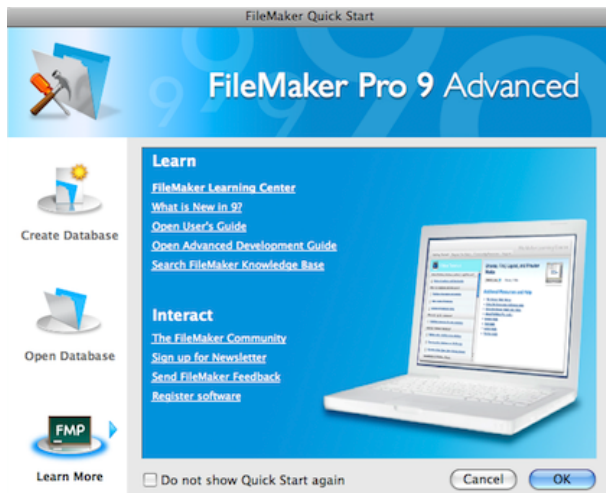 FileMaker Quick Start
FileMaker Pro 9 Advanced
Create Database
Open Database
FMP
Learn More
Learn
FileMaker Learning Center
What is New in 9?
Open User's Guide
Open Advanced Development Guide
Search FileMaker Knowledge Base
Interact
The FileMaker Community
Sign up for Newsletter
Send FileMaker Feedback
Register software
Do not show Quick Start again
Cancel
OK